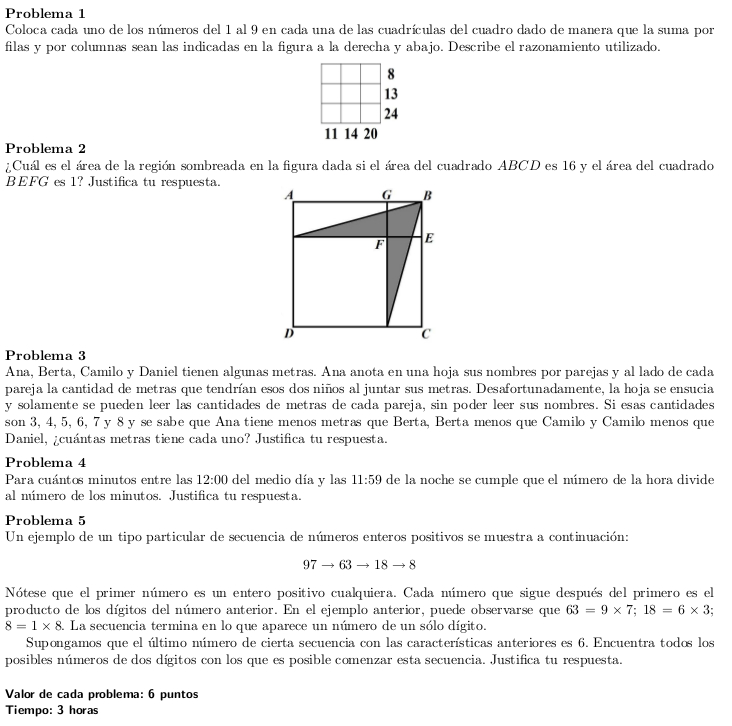 Problema 1
Coloca cada uno de los números del 1 al 9 en cada una de las cuadrículas del cuadro dado de manera que la suma por
filas y por columnas sean las indicadas en la figura a la derecha y abajo. Describe el razonamiento utilizado.
8
13
24
11 14 20
Problema 2
¿Cuál es el área de la región sombreada en la figura dada si el área del cuadrado ABCD es 16 y el área del cuadrado
BEFG es 1? Justifica tu respuesta.
A G B
F E
D C
Problema 3
Ana, Berta, Camilo y Daniel tienen algunas metras. Ana anota en una hoja sus nombres por parejas y al lado de cada
pareja la cantidad de metras que tendrían esos dos niños al juntar sus metras. Desafortunadamente, la hoja se ensucia
y solamente se pueden leer las cantidades de metras de cada pareja, sin poder leer sus nombres. Si esas cantidades
son 3, 4, 5, 6, 7 y 8 y se sabe que Ana tiene menos metras que Berta, Berta menos que Camilo y Camilo menos que
Daniel, ¿cuántas metras tiene cada uno? Justifica tu respuesta.
Problema 4
Para cuántos minutos entre las 12:00 del medio día y las 11:59 de la noche se cumple que el número de la hora divide
al número de los minutos. Justifica tu respuesta.
Problema 5
Un ejemplo de un tipo particular de secuencia de números enteros positivos se muestra a continuación:
97 → 63 → 18 → 8
Nótese que el primer número es un entero positivo cualquiera. Cada número que sigue después del primero es el
producto de los dígitos del número anterior. En el ejemplo anterior, puede observarse que 63 = 9 × 7; 18 = 6 × 3;
8 = 1 × 8. La secuencia termina en lo que aparece un número de un sólo dígito.
Supongamos que el último número de cierta secuencia con las características anteriores es 6. Encuentra todos los
posibles números de dos dígitos con los que es posible comenzar esta secuencia. Justifica tu respuesta.
Valor de cada problema: 6 puntos
Tiempo: 3 horas